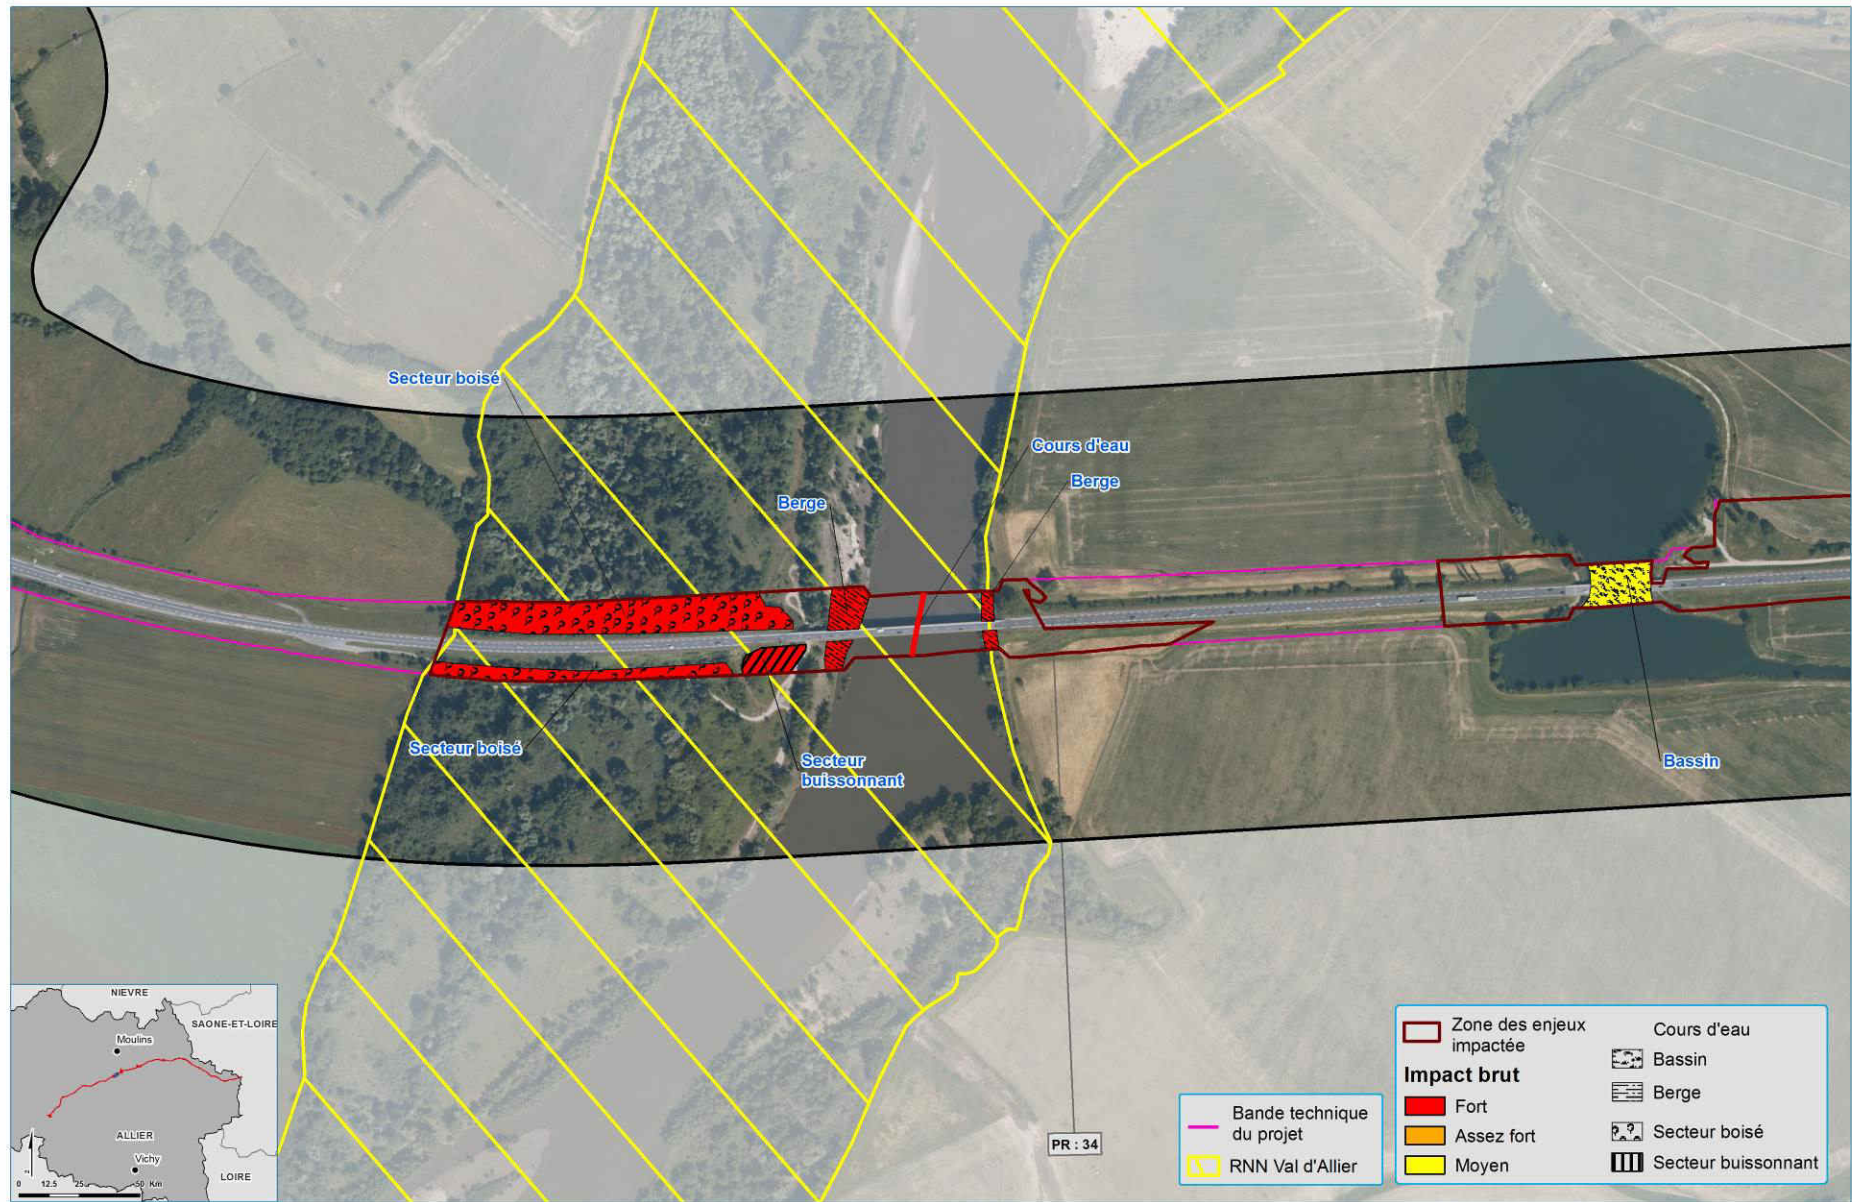 Secteur boisé
Cours d'eau
Berge
Berge
Secteur boisé
Secteur
buissonnant
Bassin
PR : 34
NIEVRE
SAONE-ET-LOIRE
Moulins
ALLIER
Vichy
LOIRE
0 12.5 25 50 Km
Bande technique
du projet
RNN Val d'Allier
Zone des enjeux
impactée
Impact brut
Fort
Assez fort
Moyen
Cours d'eau
Bassin
Berge
Secteur boisé
Secteur buissonnant